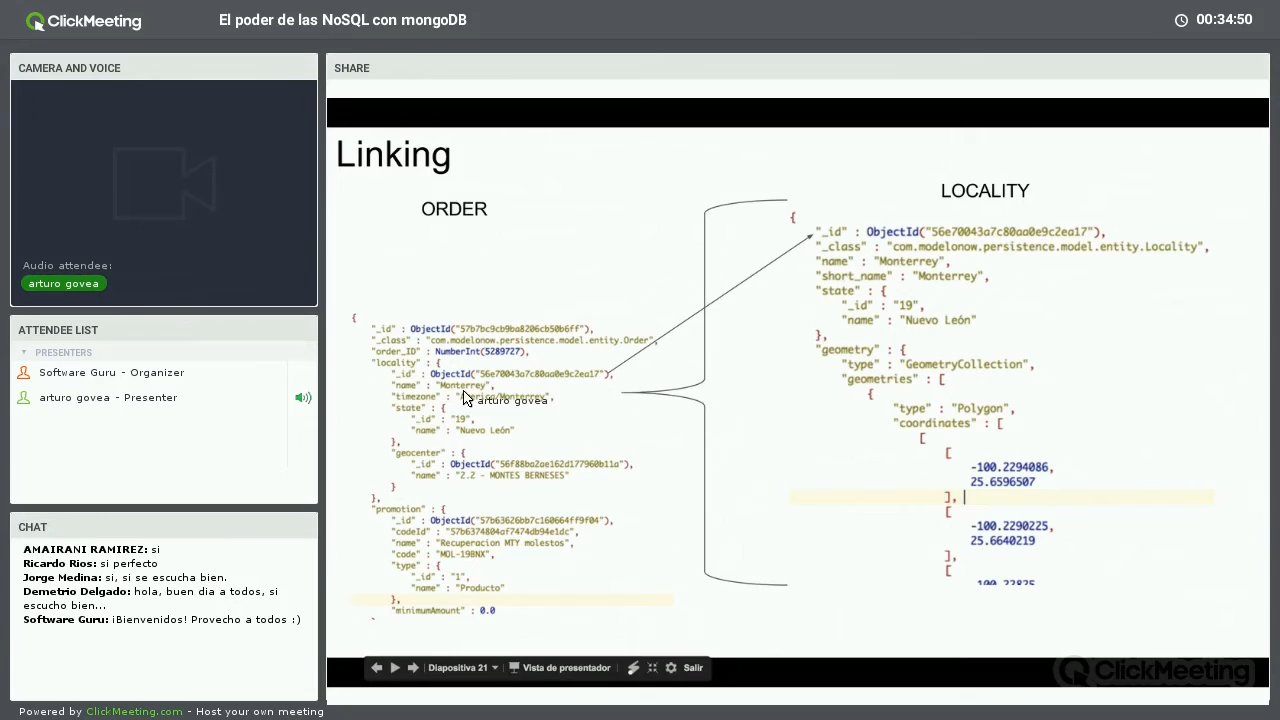 ClickMeeting
El poder de las NoSQL con mongoDB
00:34:50
CAMERA AND VOICE
Audio attendee:
arturo govea
ATTENDEE LIST
PRESENTERS
Software Guru - Organizer
arturo govea - Presenter
CHAT
AMAIRANI RAMIREZ: si
Ricardo Rios: si perfecto
Jorge Medina: si, si se escucha bien.
Demetrio Delgado: hola, buen dia a todos, si
escucho bien...
Software Guru: ¡Bienvenidos! Provecho a todos :)
Powered by ClickMeeting.com - Host your own meeting
SHARE
Linking
ORDER
{
"_id" : ObjectId("57b7bc9cb9ba8206cb50b6ff"),
"_class" : "com.modelonow.persistence.model.entity.Order",
"order_ID" : NumberInt(5289727),
"locality" : {
"_id" : ObjectId("56e70043a7c80aa0e9c2ea17"),
"name" : "Monterrey",
"timezone" : /Monterrey",
arturo govea
"state" : {
"_id" : "19",
"name" : "Nuevo León"
},
"geocenter" : {
"_id" : ObjectId("56f88ba2ae162d177960b11a"),
"name" : "2.2 - MONTES BERNESES"
}
},
"promotion" : {
"_id" : ObjectId("57b63626bb7c160664ff9f04"),
"codeId" : "57b6374804af7474db94e1dc",
"name" : "Recuperacion MTY molestos",
"code" : "MOL-19BNX",
"type" : {
"_id" : "1",
"name" : "Producto"
},
"minimumAmount" : 0.0
LOCALITY
{
"_id" : ObjectId("56e70043a7c80aa0e9c2ea17"),
"_class" : "com.modelonow.persistence.model.entity.Locality",
"name" : "Monterrey",
"short_name" : "Monterrey",
"state" : {
"_id" : "19",
"name" : "Nuevo León"
},
"geometry" : {
"type" : "GeometryCollection",
"geometries" : [
{
"type" : "Polygon",
"coordinates" : [
[
[
-100.2294086,
25.6596507
],
[
-100.2290225,
25.6640219
],
[
-100.22825
Diapositiva 21
Vista de presentador
Salir
ClickMeeting